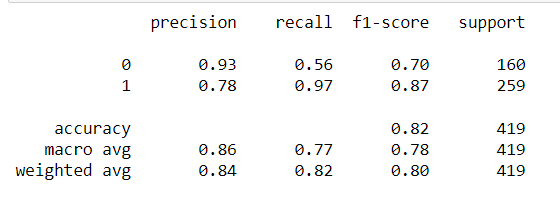 precision recall f1-score support
0 0.93 0.56 0.70 160
1 0.78 0.97 0.87 259
accuracy 0.82 419
macro avg 0.86 0.77 0.78 419
weighted avg 0.84 0.82 0.80 419